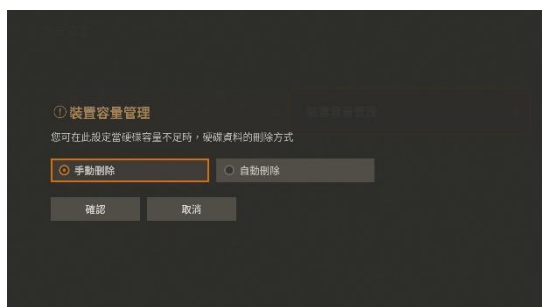 裝置容量管理
您可在此設定當硬碟容量不足時，硬碟資料的刪除方式
手動刪除
自動刪除
確認
取消